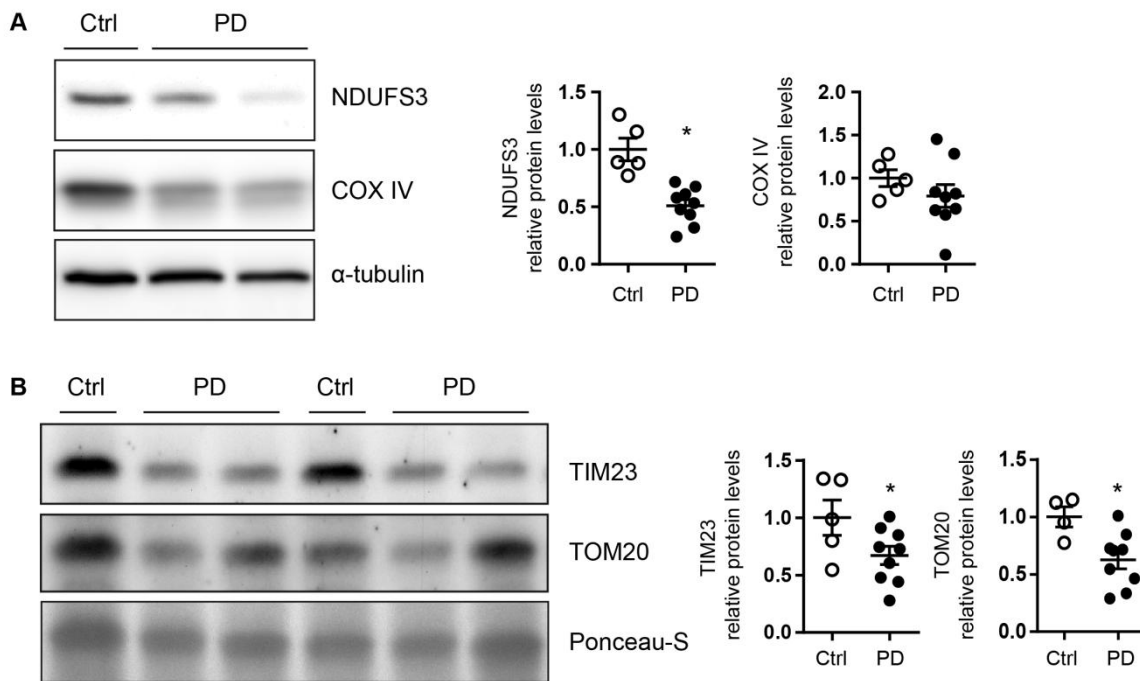 A
Ctrl PD
NDUFS3
COX IV
α-tubulin
NDUFS3
relative protein levels
1.5
1.0
0.5
0.0
Ctrl PD
*
COX IV
relative protein levels
2.0
1.5
1.0
0.5
0.0
Ctrl PD
B
Ctrl PD Ctrl PD
TIM23
TOM20
Ponceau-S
TIM23
relative protein levels
1.5
1.0
0.5
0.0
Ctrl PD
*
TOM20
relative protein levels
1.5
1.0
0.5
0.0
Ctrl PD
*